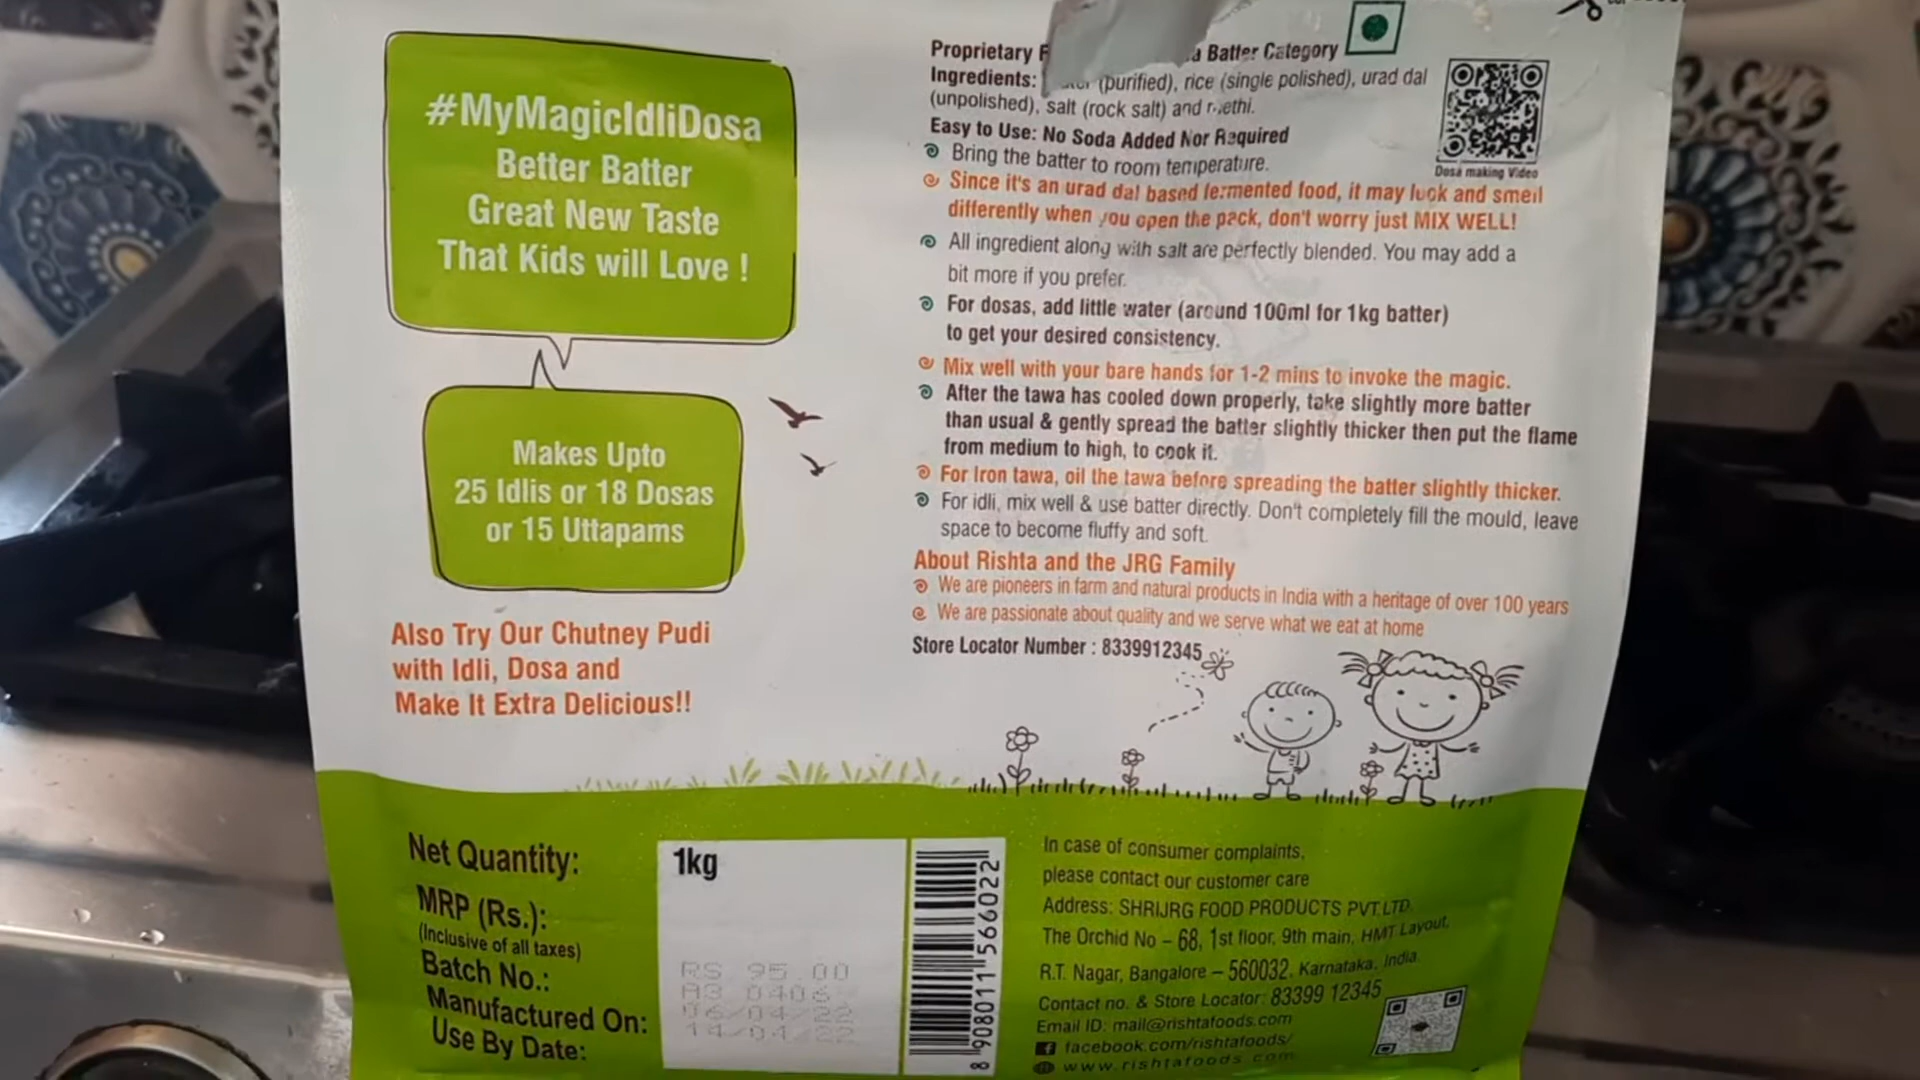 #MyMagicIdliDosa
Better Batter
Great New Taste
That Kids will Love !
Makes Upto
25 Idlis or 18 Dosas
or 15 Uttapams
Also Try Our Chutney Pudi
with Idli, Dosa and
Make It Extra Delicious!!
Proprietary Batter Category
Ingredients: (purified), rice (single polished), urad dal
(unpolished), salt (rock salt) and methi.
Easy to Use: No Soda Added Nor Required
Bring the batter to room temperature.
Since it's an urad dal based fermented food, it may look and smell
differently when you open the pack, don't worry just MIX WELL!
All ingredient along with salt are perfectly blended. You may add a
bit more if you prefer.
For dosas, add little water (around 100ml for 1kg batter)
to get your desired consistency.
Mix well with your bare hands for 1-2 mins to invoke the magic.
After the tawa has cooled down properly, take slightly more batter
than usual & gently spread the batter slightly thicker then put the flame
from medium to high, to cook it.
For Iron tawa, oil the tawa before spreading the batter slightly thicker.
For idli, mix well & use batter directly. Don't completely fill the mould, leave
space to become fluffy and soft.
About Rishta and the JRG Family
We are pioneers in farm and natural products in India with a heritage of over 100 years
We are passionate about quality and we serve what we eat at home
Store Locator Number : 8339912345
Dosa making Video
Net Quantity: 1kg
MRP (Rs.): RS 95.00
(Inclusive of all taxes)
Batch No.: A3 0406
Manufactured On: 06/04/22
Use By Date: 14/04/22
8 908011 566022
In case of consumer complaints,
please contact our customer care
Address: SHRIJRG FOOD PRODUCTS PVT.LTD.
The Orchid No – 68, 1st floor, 9th main, HMT Layout,
R.T. Nagar, Bangalore – 560032, Karnataka, India.
Contact no. & Store Locator: 83399 12345
Email ID: mail@rishtafoods.com
facebook.com/rishtafoods/
www.rishtafoods.com